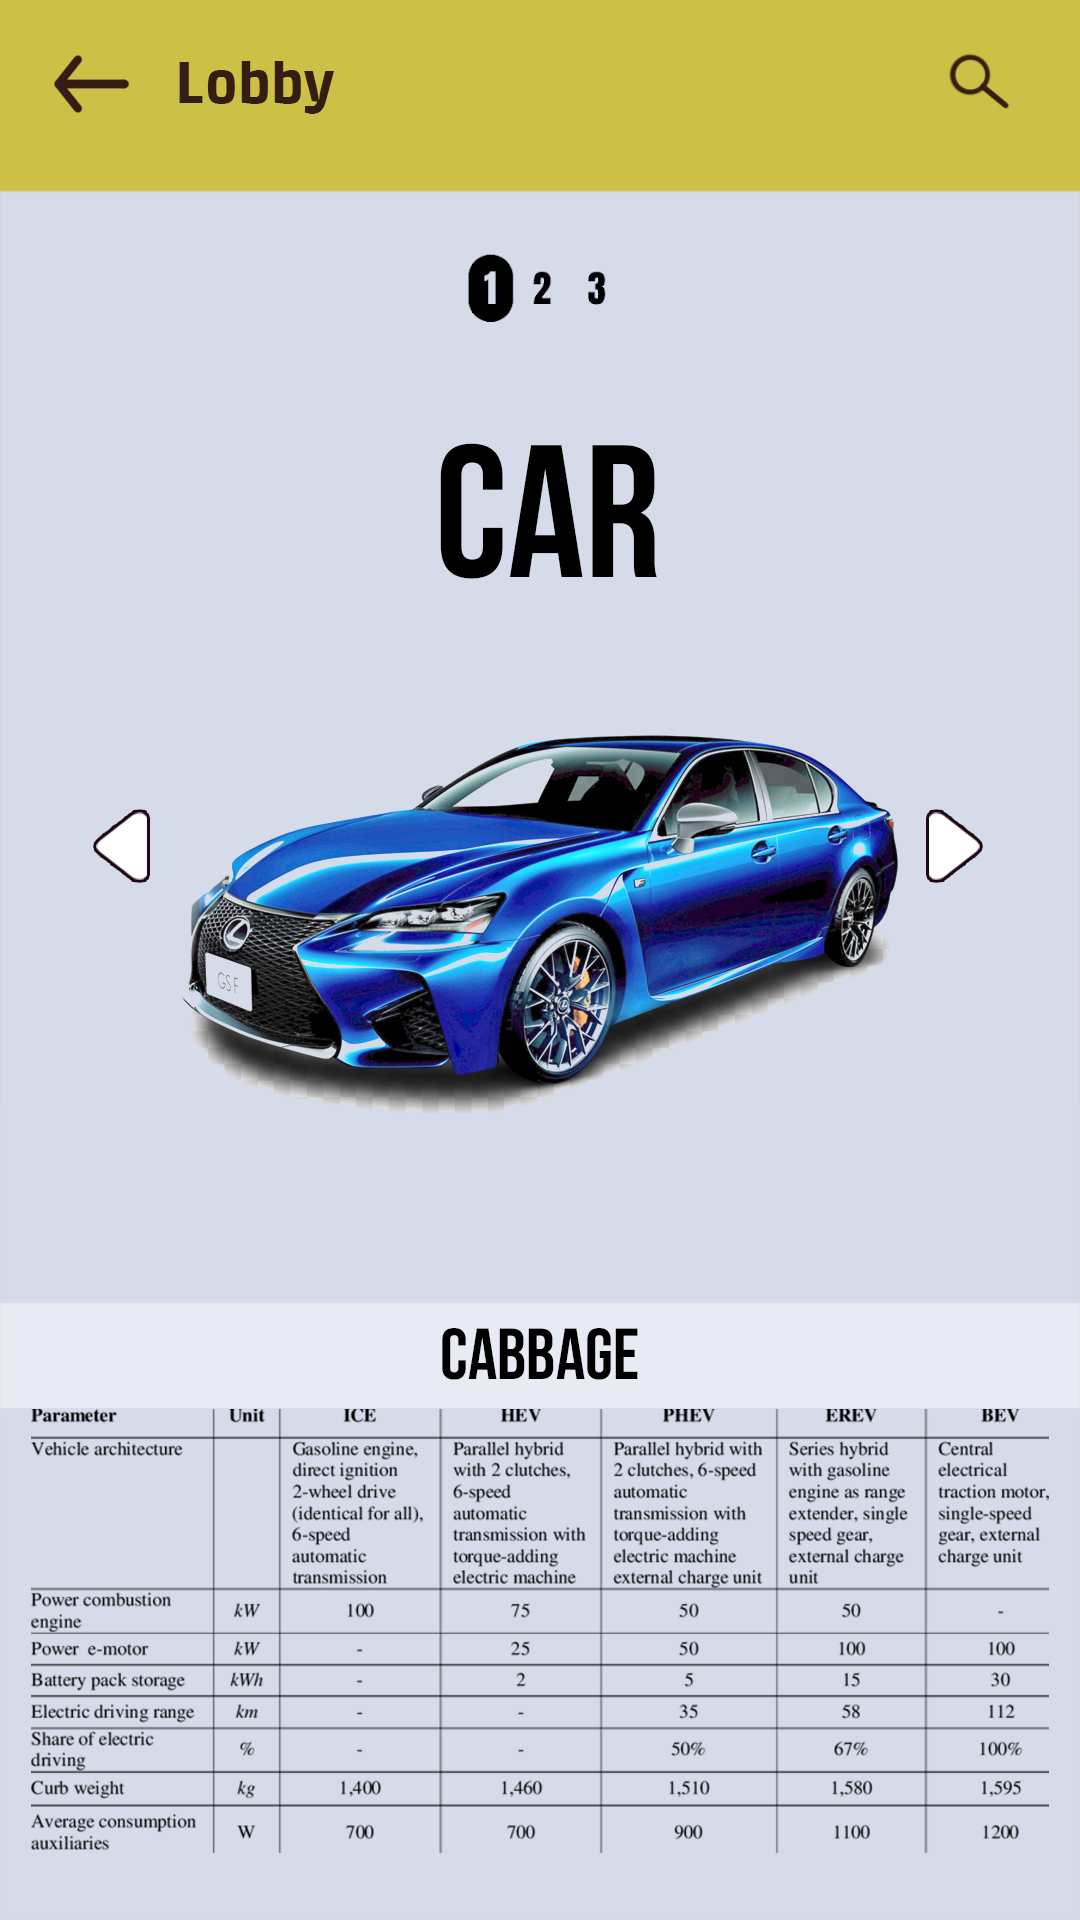 Lobby
1 2 3
CAR
GS F
CABBAGE
Parameter Unit ICE HEV PHEV EREV BEV
Vehicle architecture Gasoline engine, direct ignition 2-wheel drive (identical for all), 6-speed automatic transmission Parallel hybrid with 2 clutches, 6-speed automatic transmission with torque-adding electric machine Parallel hybrid with 2 clutches, 6-speed automatic transmission with torque-adding electric machine external charge unit Series hybrid with gasoline engine as range extender, single speed gear, external charge unit Central electrical traction motor, single-speed gear, external charge unit
Power combustion engine kW 100 75 50 50 -
Power e-motor kW - 25 50 100 100
Battery pack storage kWh - 2 5 15 30
Electric driving range km - - 35 58 112
Share of electric driving % - - 50% 67% 100%
Curb weight kg 1,400 1,460 1,510 1,580 1,595
Average consumption auxiliaries W 700 700 900 1100 1200